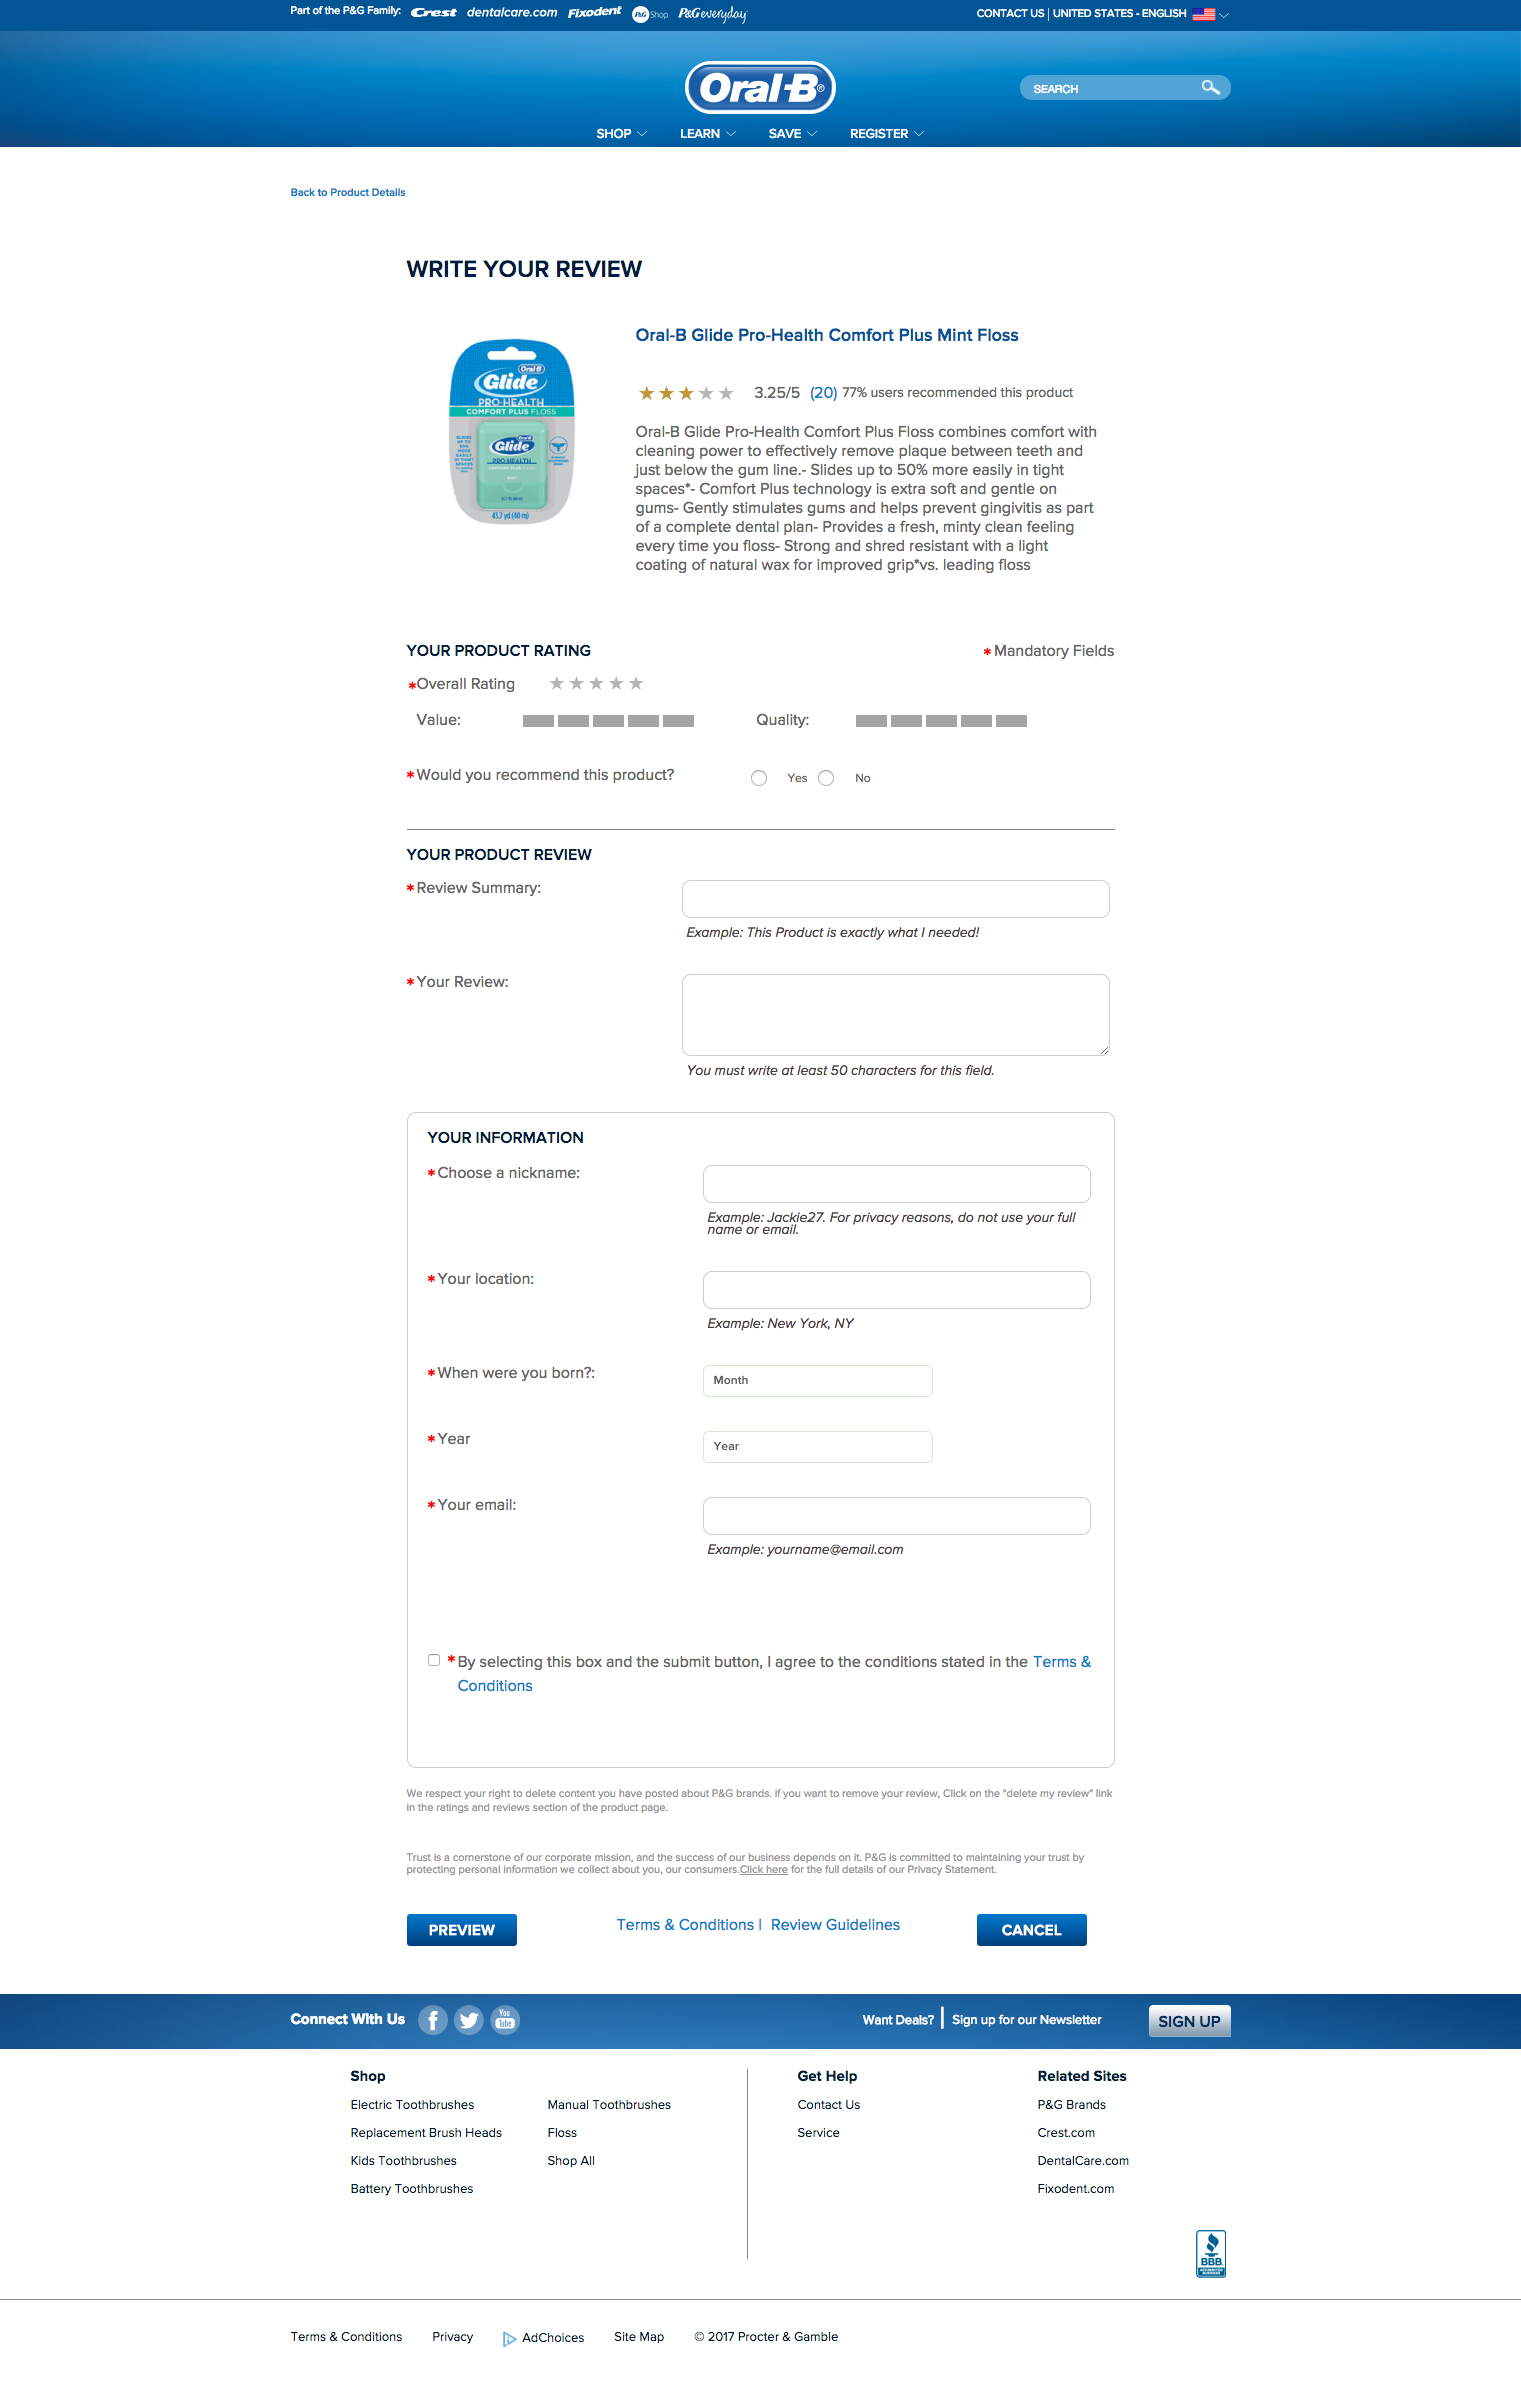 Part of the P&G Family: Crest dentalcare.com Fixodent P&G Shop P&G everyday
CONTACT US | UNITED STATES - ENGLISH
Oral-B®
SEARCH
SHOP LEARN SAVE REGISTER
Back to Product Details
WRITE YOUR REVIEW
Oral-B
Glide
PRO-HEALTH
COMFORT PLUS FLOSS
Glide
PRO-HEALTH
COMFORT PLUS FLOSS
43.7 yd (40 m)
Oral-B Glide Pro-Health Comfort Plus Mint Floss
3.25/5 (20) 77% users recommended this product
Oral-B Glide Pro-Health Comfort Plus Floss combines comfort with
cleaning power to effectively remove plaque between teeth and
just below the gum line.- Slides up to 50% more easily in tight
spaces*- Comfort Plus technology is extra soft and gentle on
gums- Gently stimulates gums and helps prevent gingivitis as part
of a complete dental plan- Provides a fresh, minty clean feeling
every time you floss- Strong and shred resistant with a light
coating of natural wax for improved grip*vs. leading floss
YOUR PRODUCT RATING
* Mandatory Fields
*Overall Rating
Value:
Quality:
*Would you recommend this product? Yes No
YOUR PRODUCT REVIEW
*Review Summary:
Example: This Product is exactly what I needed!
*Your Review:
You must write at least 50 characters for this field.
YOUR INFORMATION
*Choose a nickname:
Example: Jackie27. For privacy reasons, do not use your full
name or email.
*Your location:
Example: New York, NY
*When were you born?: Month
*Year Year
*Your email:
Example: yourname@email.com
*By selecting this box and the submit button, I agree to the conditions stated in the Terms &
Conditions
We respect your right to delete content you have posted about P&G brands. if you want to remove your review, Click on the "delete my review" link
in the ratings and reviews section of the product page.
Trust is a cornerstone of our corporate mission, and the success of our business depends on it. P&G is committed to maintaining your trust by
protecting personal information we collect about you, our consumers.Click here for the full details of our Privacy Statement.
PREVIEW
Terms & Conditions | Review Guidelines
CANCEL
Connect With Us
You
Tube
Want Deals? | Sign up for our Newsletter
SIGN UP
Shop
Electric Toothbrushes
Replacement Brush Heads
Kids Toothbrushes
Battery Toothbrushes
Manual Toothbrushes
Floss
Shop All
Get Help
Contact Us
Service
Related Sites
P&G Brands
Crest.com
DentalCare.com
Fixodent.com
BBB
Terms & Conditions Privacy AdChoices Site Map © 2017 Procter & Gamble